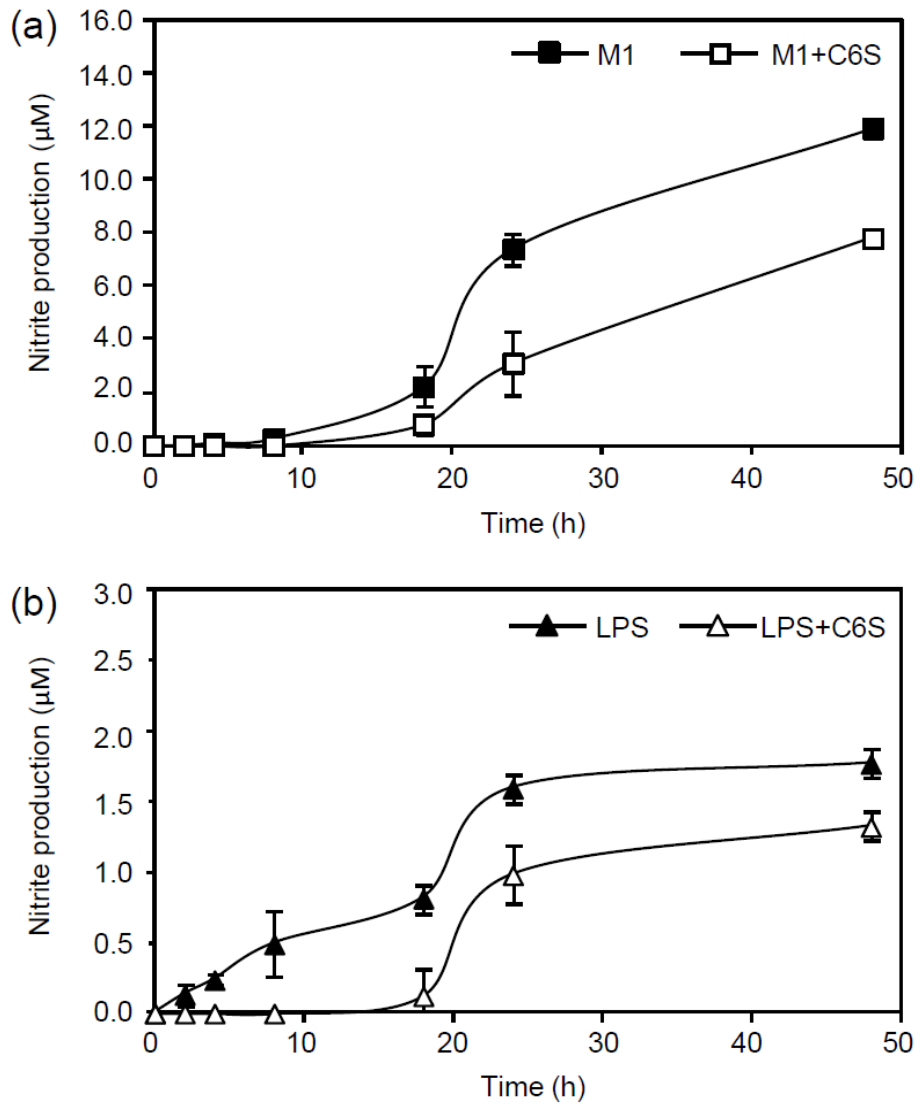 (a)
16.0
14.0
12.0
10.0
8.0
6.0
4.0
2.0
0.0
Nitrite production (µM)
M1 M1+C6S
0 10 20 30 40 50
Time (h)
(b)
3.0
2.5
2.0
1.5
1.0
0.5
0.0
Nitrite production (µM)
LPS LPS+C6S
0 10 20 30 40 50
Time (h)